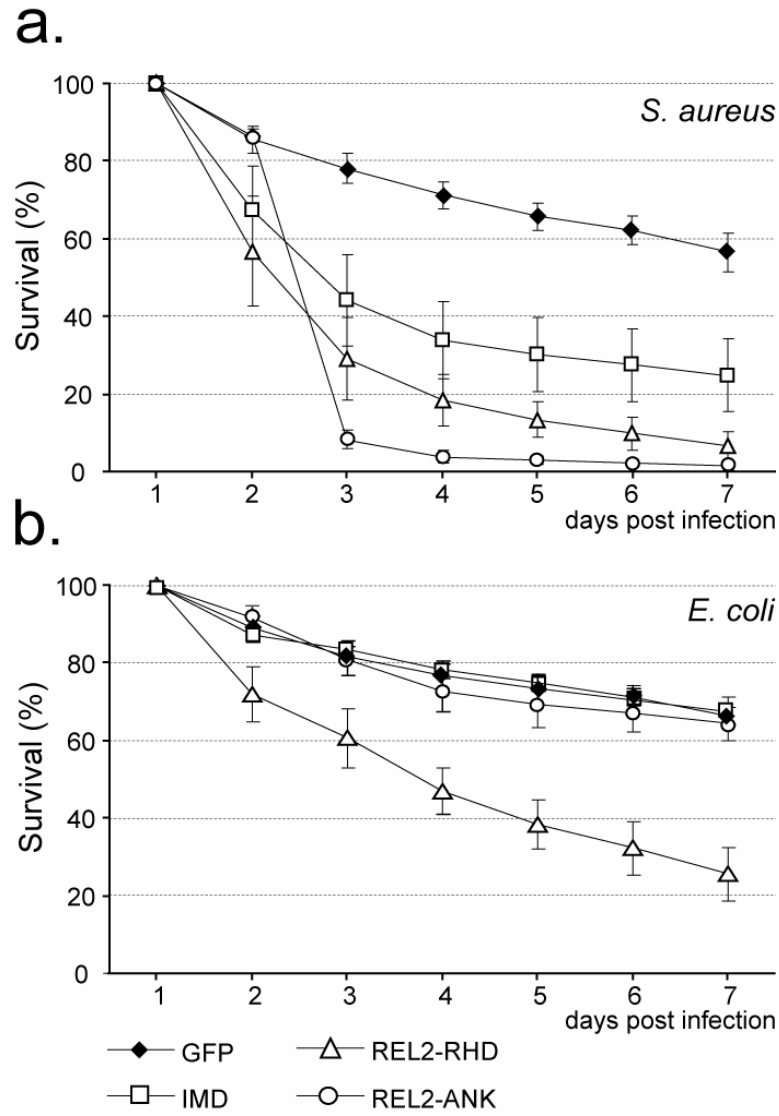 a.
S. aureus
Survival (%)
100
80
60
40
20
0
1 2 3 4 5 6 7
days post infection
b.
E. coli
Survival (%)
100
80
60
40
20
0
1 2 3 4 5 6 7
days post infection
GFP REL2-RHD
IMD REL2-ANK